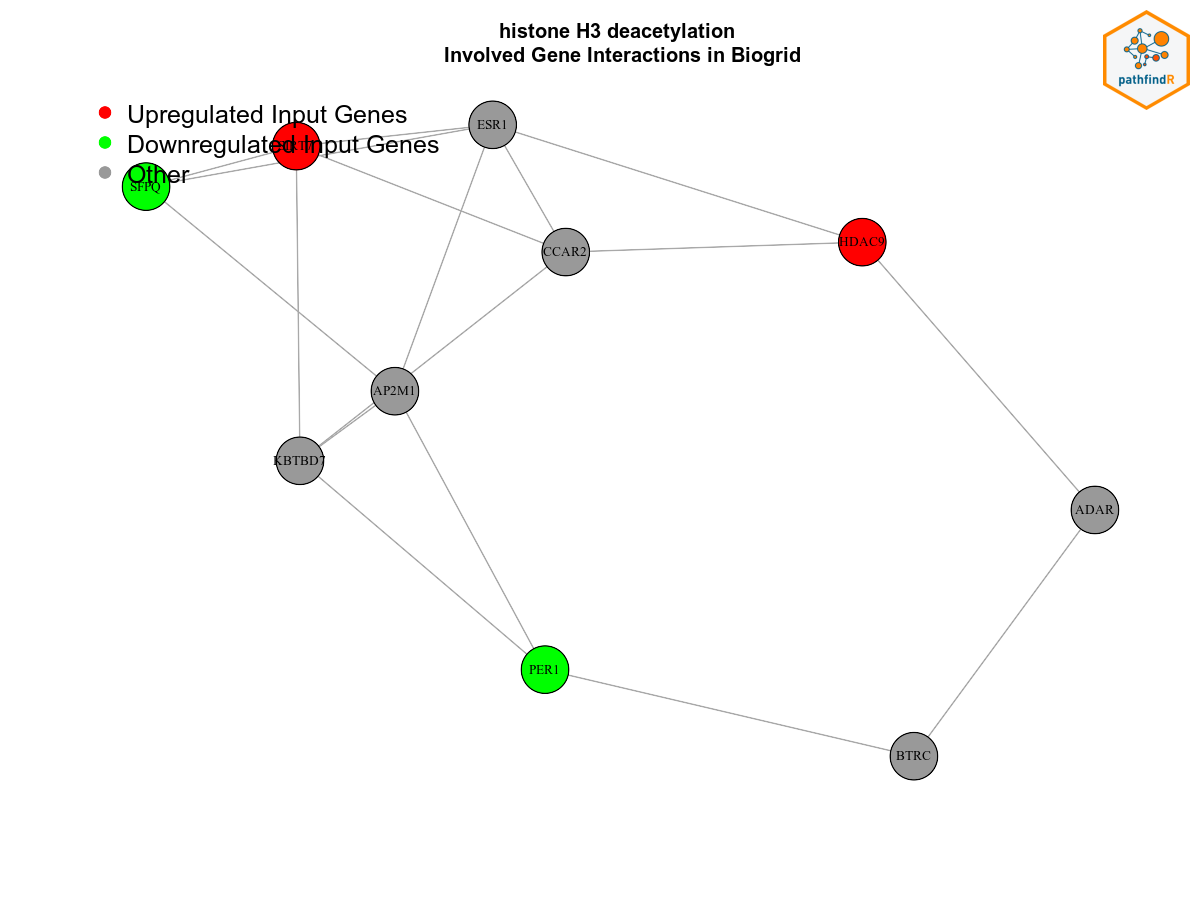 histone H3 deacetylation
Involved Gene Interactions in Biogrid
pathfindR
Upregulated Input Genes
Downregulated Input Genes
Other
ESR1
SFPQ
CCAR2
HDAC9
AP2M1
KBTBD7
ADAR
PER1
BTRC